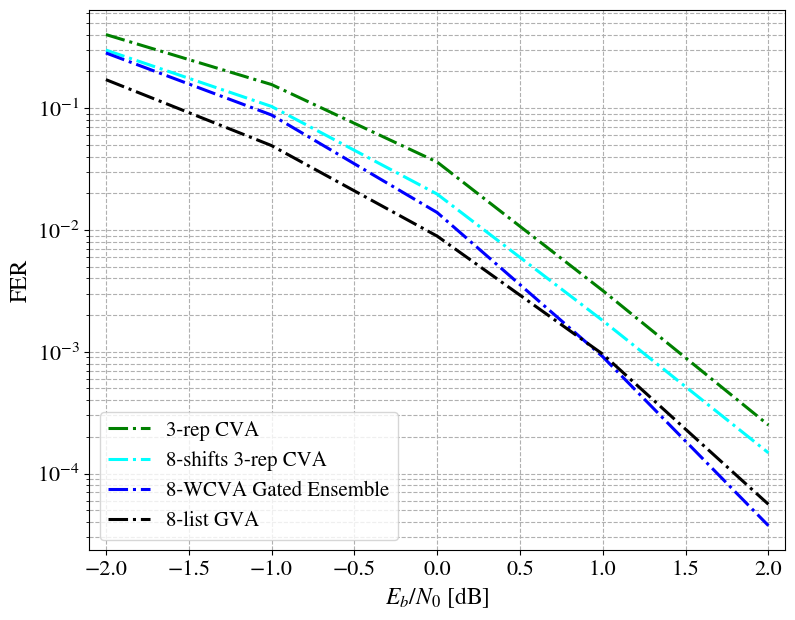 FER
10⁻¹
10⁻²
10⁻³
10⁻⁴
3-rep CVA
8-shifts 3-rep CVA
8-WCVA Gated Ensemble
8-list GVA
−2.0 −1.5 −1.0 −0.5 0.0 0.5 1.0 1.5 2.0
E_b/N_0 [dB]